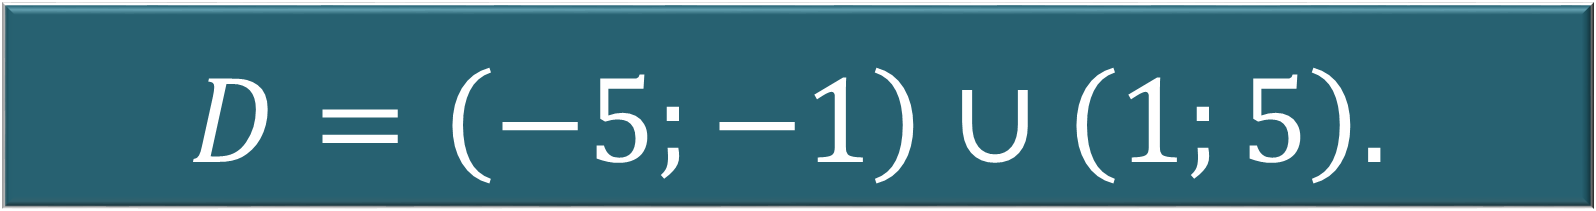 D = (−5; −1) ∪ (1; 5).